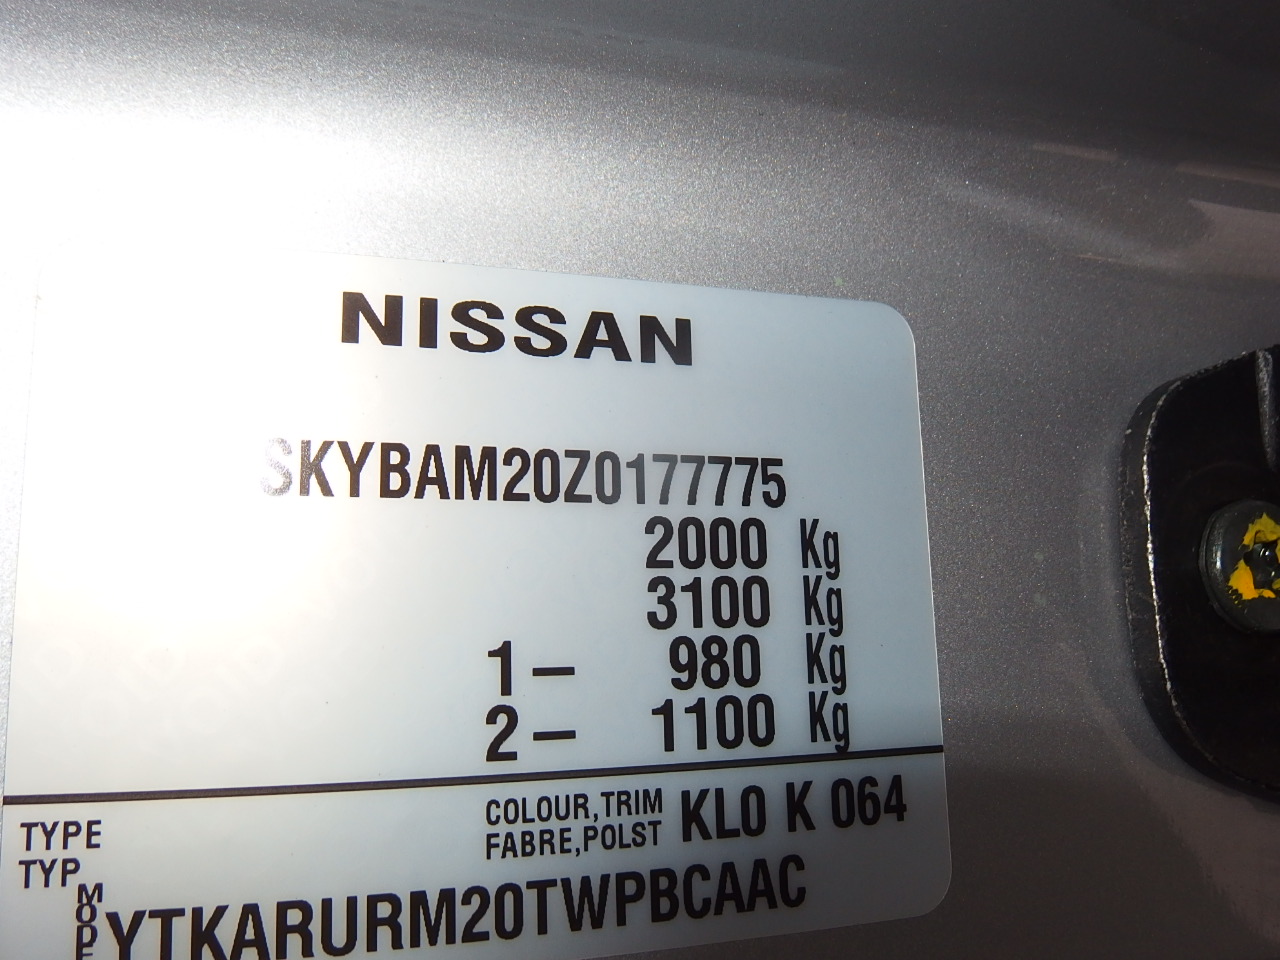 NISSAN
SKYBAM20Z0177775
2000 Kg
3100 Kg
1- 980 Kg
2- 1100 Kg
TYPE
TYP
COLOUR,TRIM
FABRE,POLST
KL0 K 064
MODE
YTKARURM20TWPBCAAC